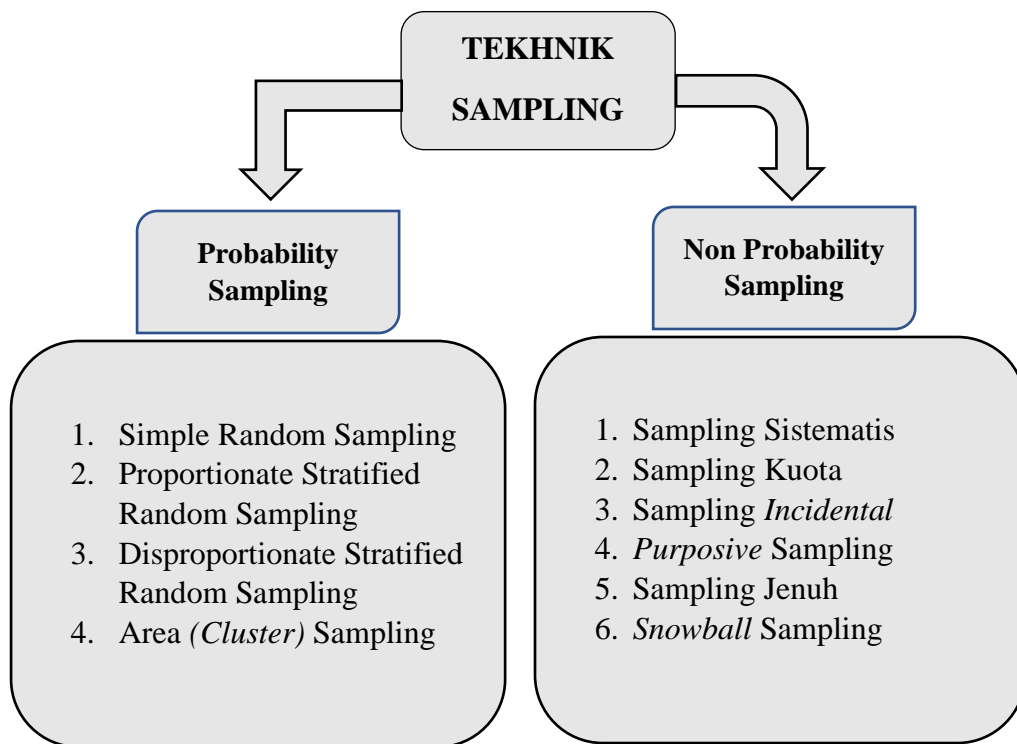 TEKHNIK
SAMPLING
Probability
Sampling
Non Probability
Sampling
1. Simple Random Sampling
2. Proportionate Stratified
Random Sampling
3. Disproportionate Stratified
Random Sampling
4. Area (Cluster) Sampling
1. Sampling Sistematis
2. Sampling Kuota
3. Sampling Incidental
4. Purposive Sampling
5. Sampling Jenuh
6. Snowball Sampling